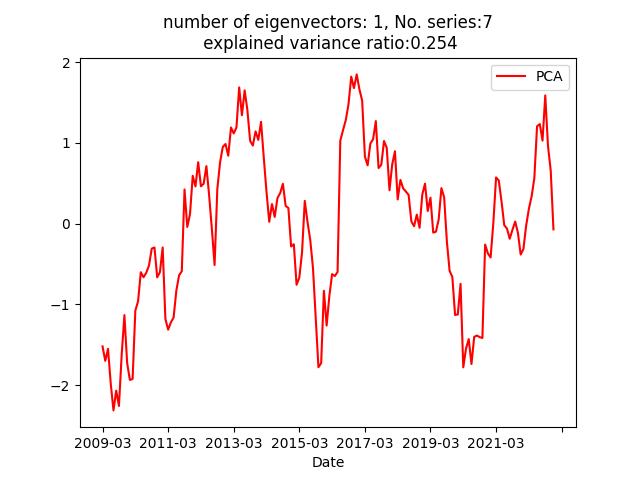 number of eigenvectors: 1, No. series:7
explained variance ratio:0.254
PCA
2
1
0
−1
−2
2009-03 2011-03 2013-03 2015-03 2017-03 2019-03 2021-03
Date